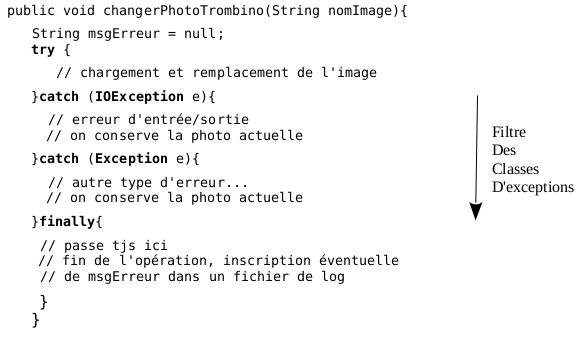 public void changerPhotoTrombino(String nomImage){
String msgErreur = null;
try {
// chargement et remplacement de l'image
}catch (IOException e){
// erreur d'entrée/sortie
// on conserve la photo actuelle
}catch (Exception e){
// autre type d'erreur...
// on conserve la photo actuelle
}finally{
// passe tjs ici
// fin de l'opération, inscription éventuelle
// de msgErreur dans un fichier de log
}
}
Filtre
Des
Classes
D'exceptions